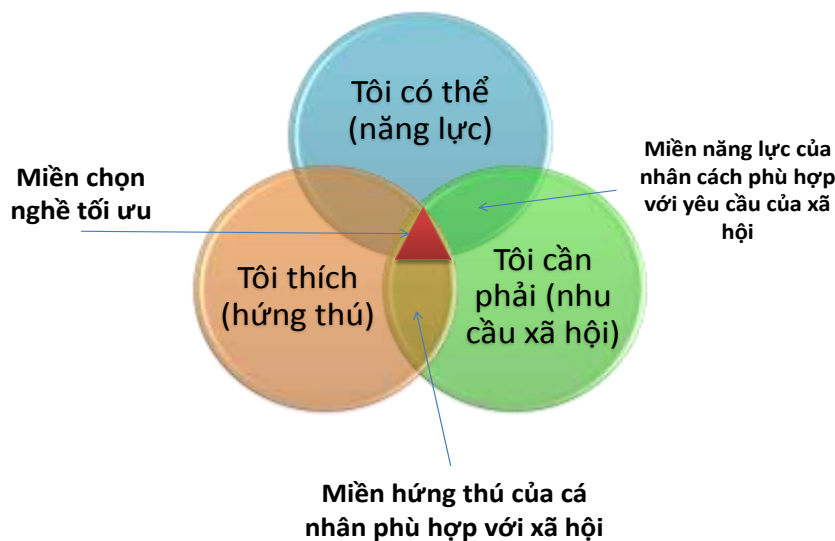 Tôi có thể
(năng lực)
Miền năng lực của
nhân cách phù hợp
với yêu cầu của xã
hội
Miền chọn
nghề tối ưu
Tôi thích
(hứng thú)
Tôi cần
phải (nhu
cầu xã hội)
Miền hứng thú của cá
nhân phù hợp với xã hội